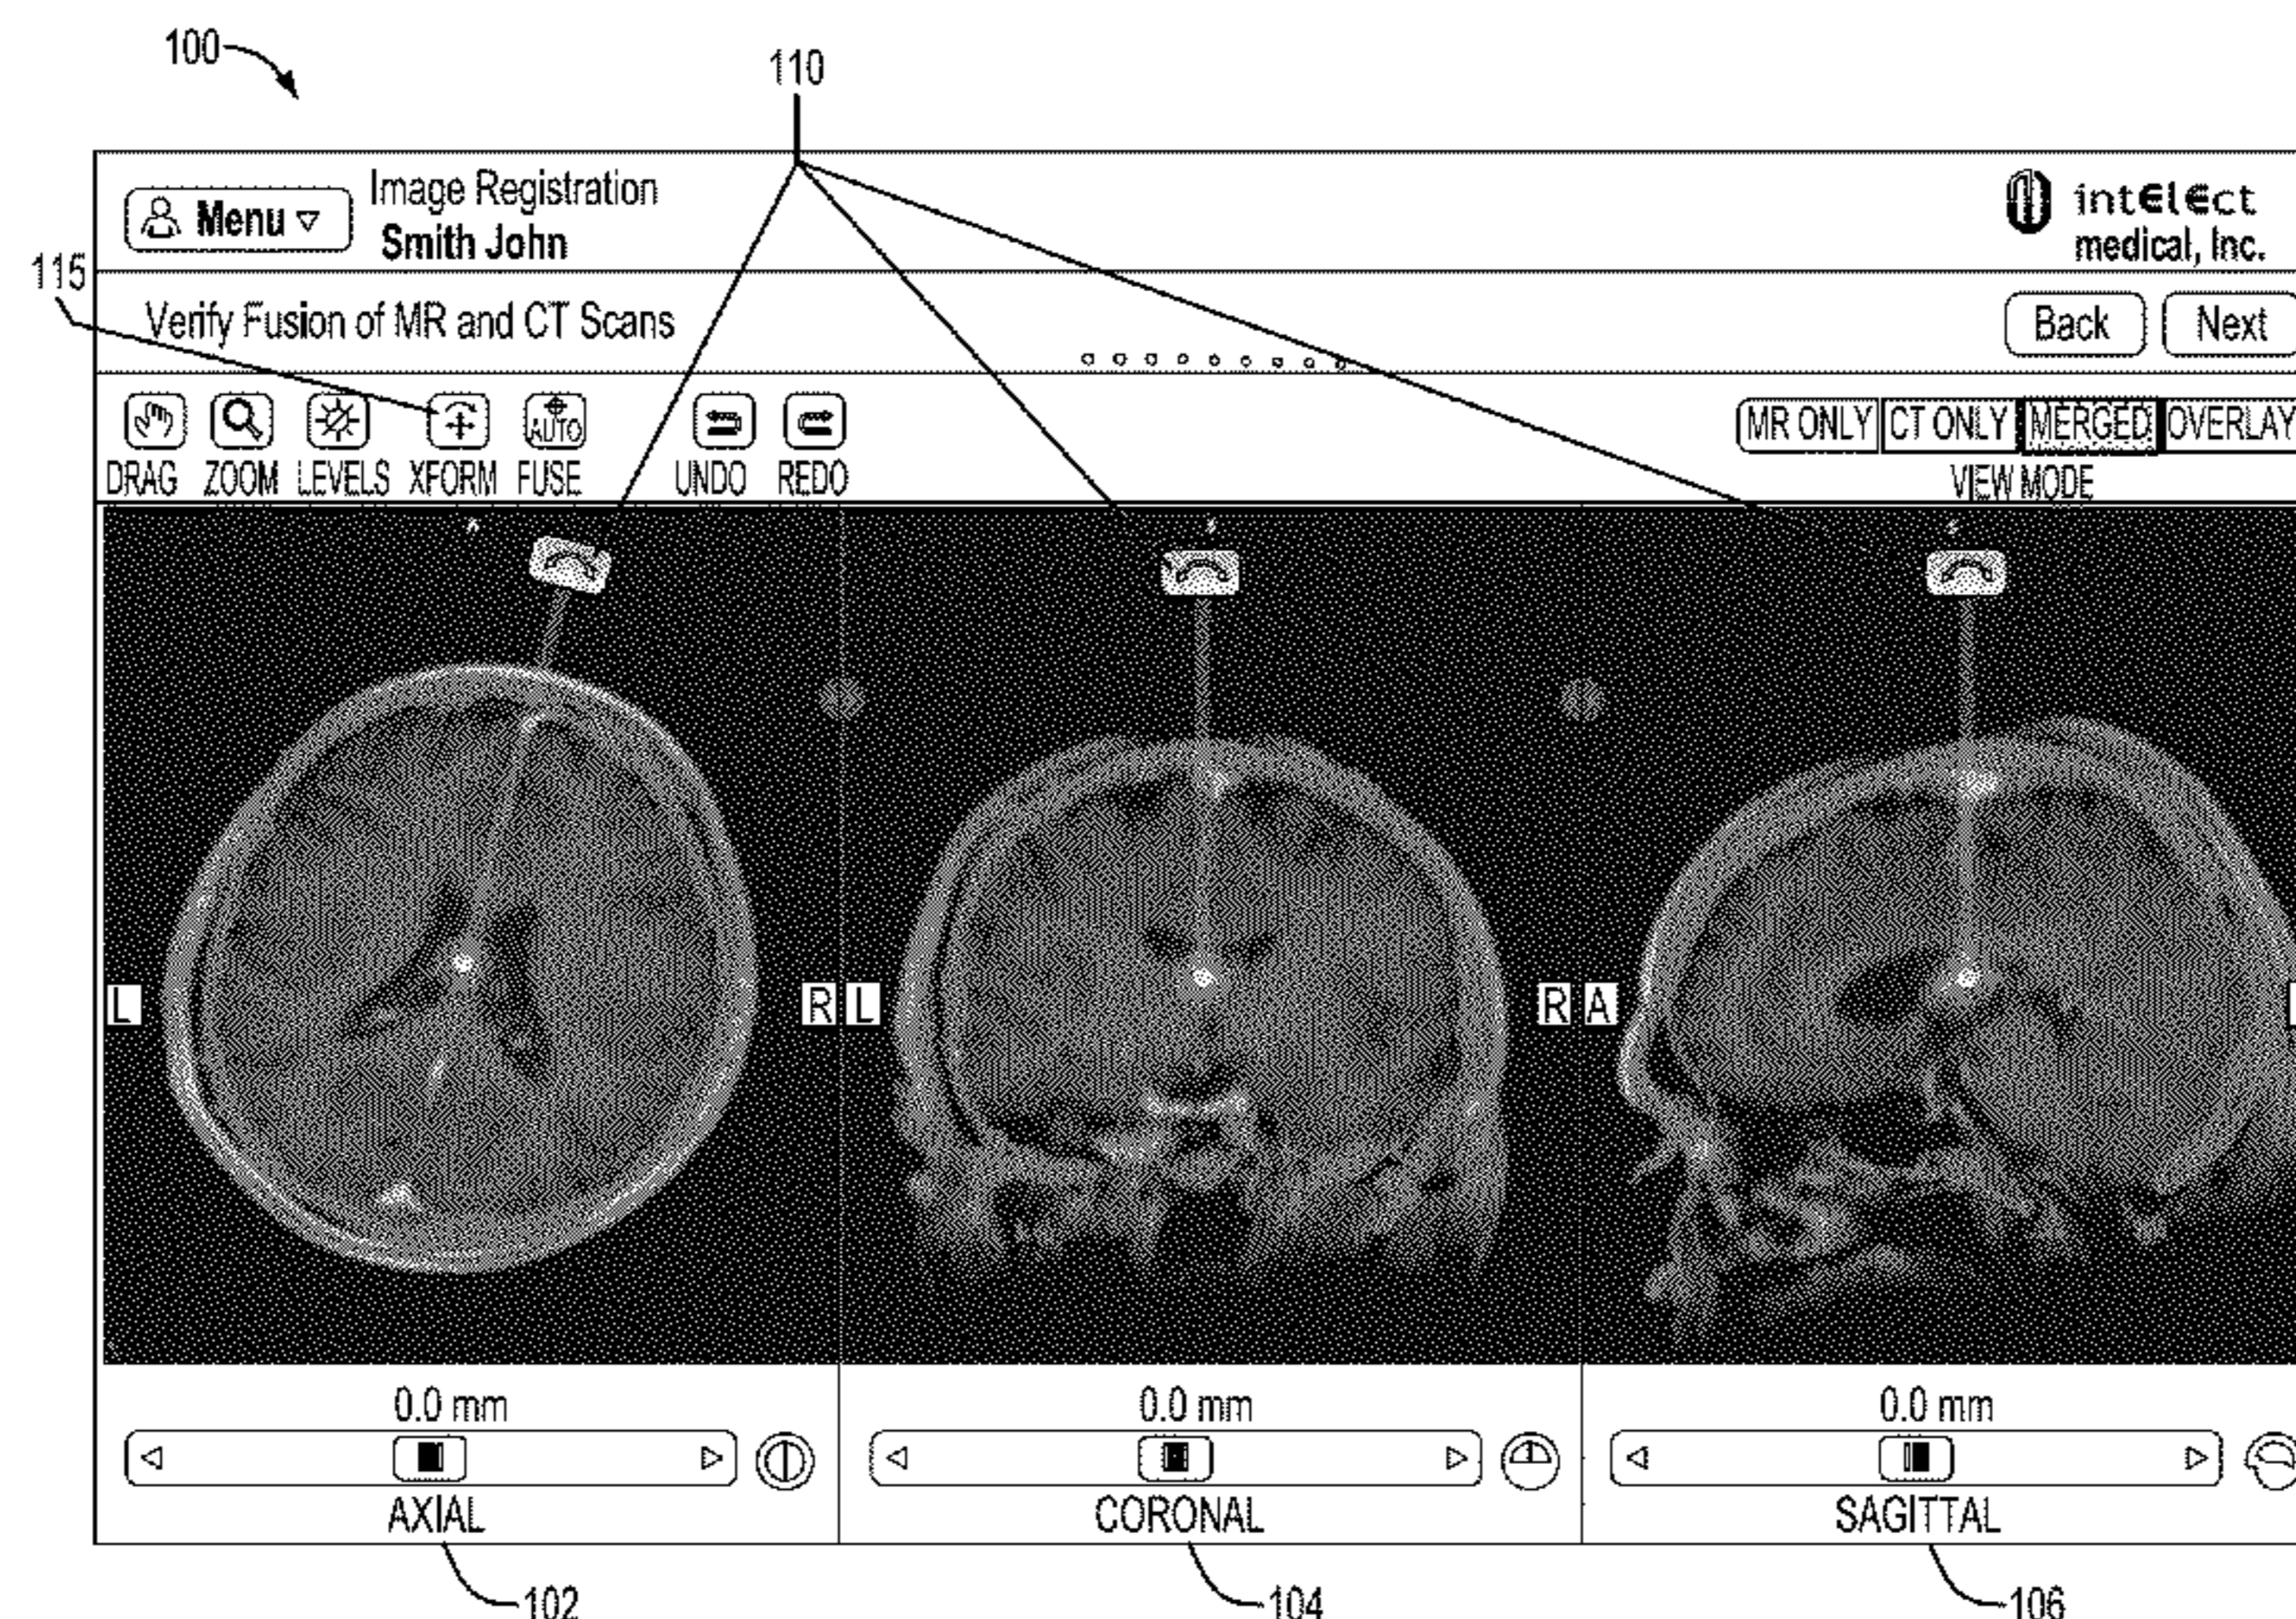 100
110
Menu
Image Registration
Smith John
intelect
medical, Inc.
115
Verify Fusion of MR and CT Scans
Back
Next
AUTO
DRAG
ZOOM
LEVELS
XFORM
FUSE
UNDO
REDO
MR ONLY
CT ONLY
MERGED
OVERLAY
VIEW MODE
L
R
L
R
A
0.0 mm
0.0 mm
0.0 mm
AXIAL
CORONAL
SAGITTAL
102
104
106